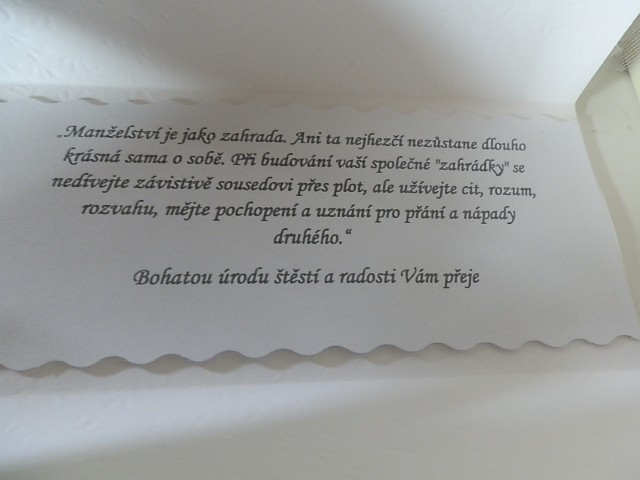 „Manželství je jako zahrada. Ani ta nejhezčí nezůstane dlouho
krásná sama o sobě. Při budování vaší společné "zahrádky" se
nedívejte závistivě sousedovi přes plot, ale užívejte cit, rozum,
rozvahu, mějte pochopení a uznání pro přání a nápady
druhého.“
Bohatou úrodu štěstí a radosti Vám přeje